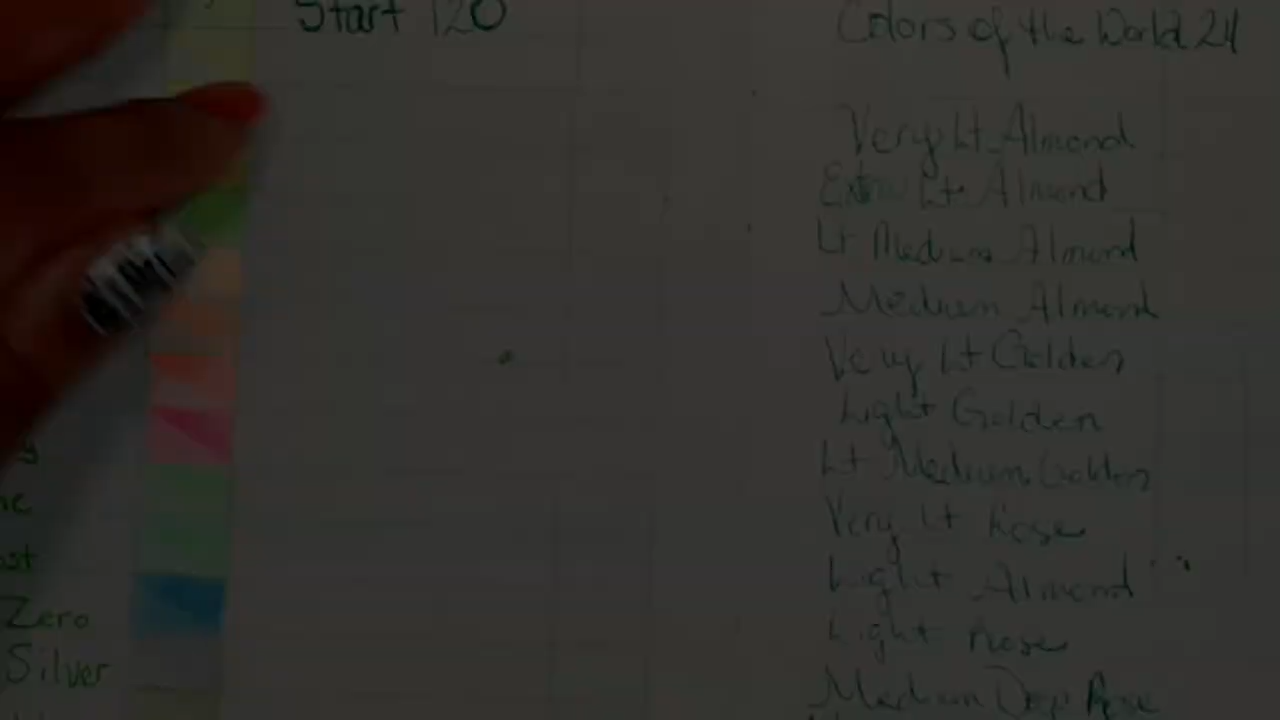 Start 120
Colors of the World 24
Very Lt Almond
Extra Lt Almond
Lt Medium Almond
Medium Almond
Very Lt Golden
Light Golden
Lt Medium Golden
Very Lt Rose
Light Almond
Light Rose
Medium Deep Rose
Zero
Silver